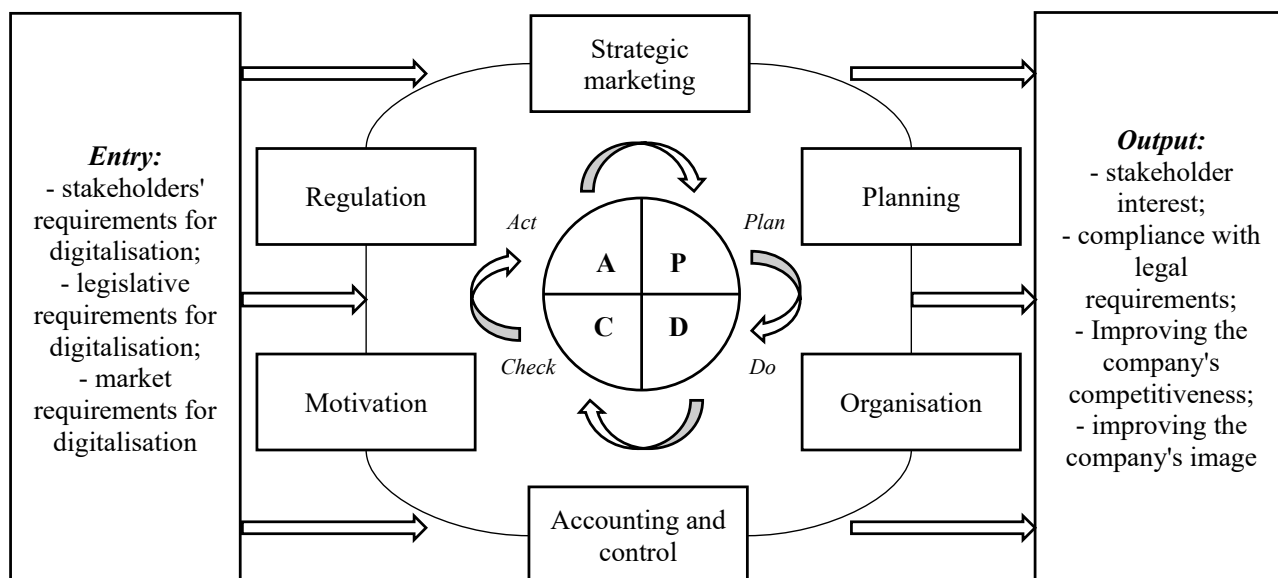 Entry:
- stakeholders'
requirements for
digitalisation;
- legislative
requirements for
digitalisation;
- market
requirements for
digitalisation
Strategic
marketing
Regulation
Planning
Act
Plan
A
P
C
D
Check
Do
Motivation
Organisation
Accounting and
control
Output:
- stakeholder
interest;
- compliance with
legal
requirements;
- Improving the
company's
competitiveness;
- improving the
company's image